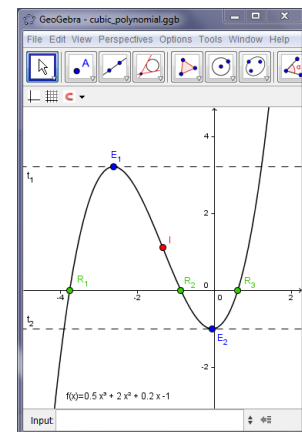 GeoGebra - cubic_polynomial.ggb
File Edit View Perspectives Options Tools Window Help
A
α
4
E₁
t₁
2
I
R₁ R₂ R₃
-4 -2 0 2
t₂
E₂
-2
f(x)=0.5 x³ + 2 x² + 0.2 x -1
Input: